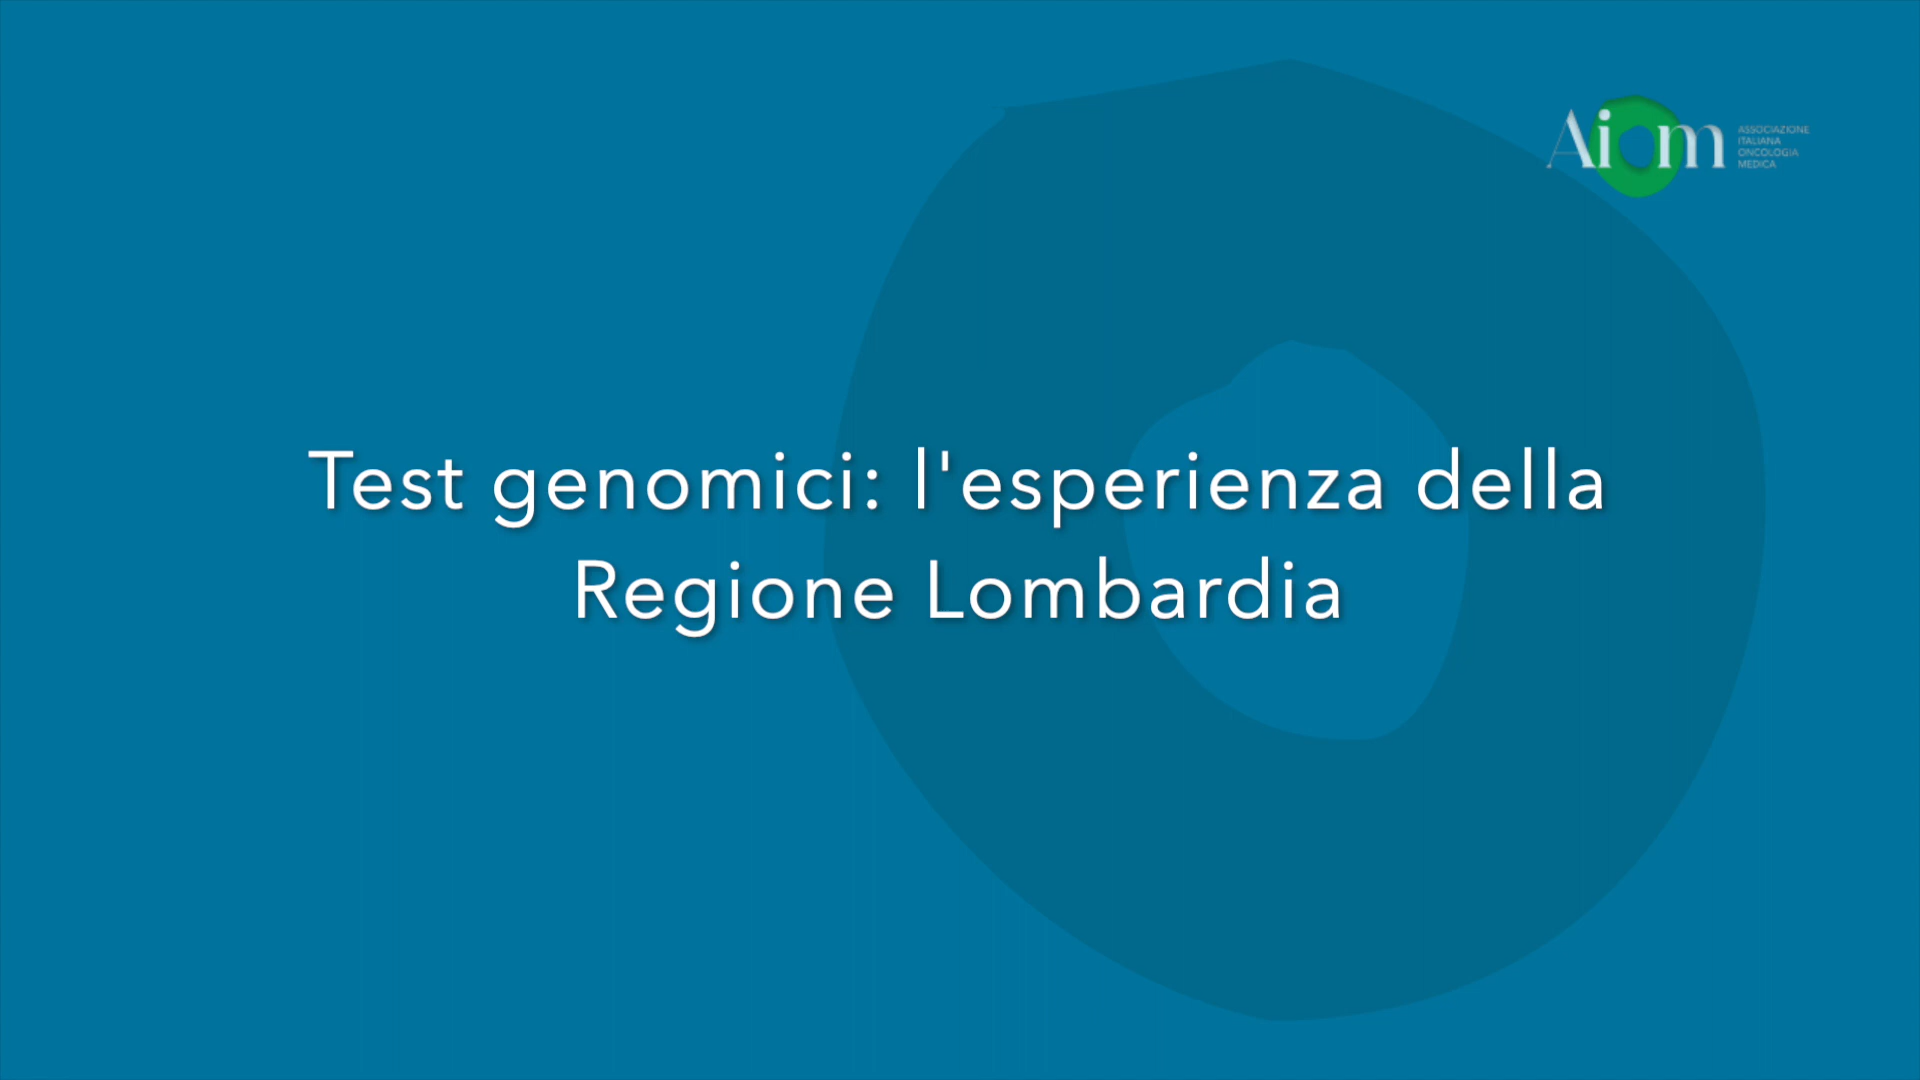 Aiom
ASSOCIAZIONE
ITALIANA
ONCOLOGIA
MEDICA
Test genomici: l'esperienza della
Regione Lombardia